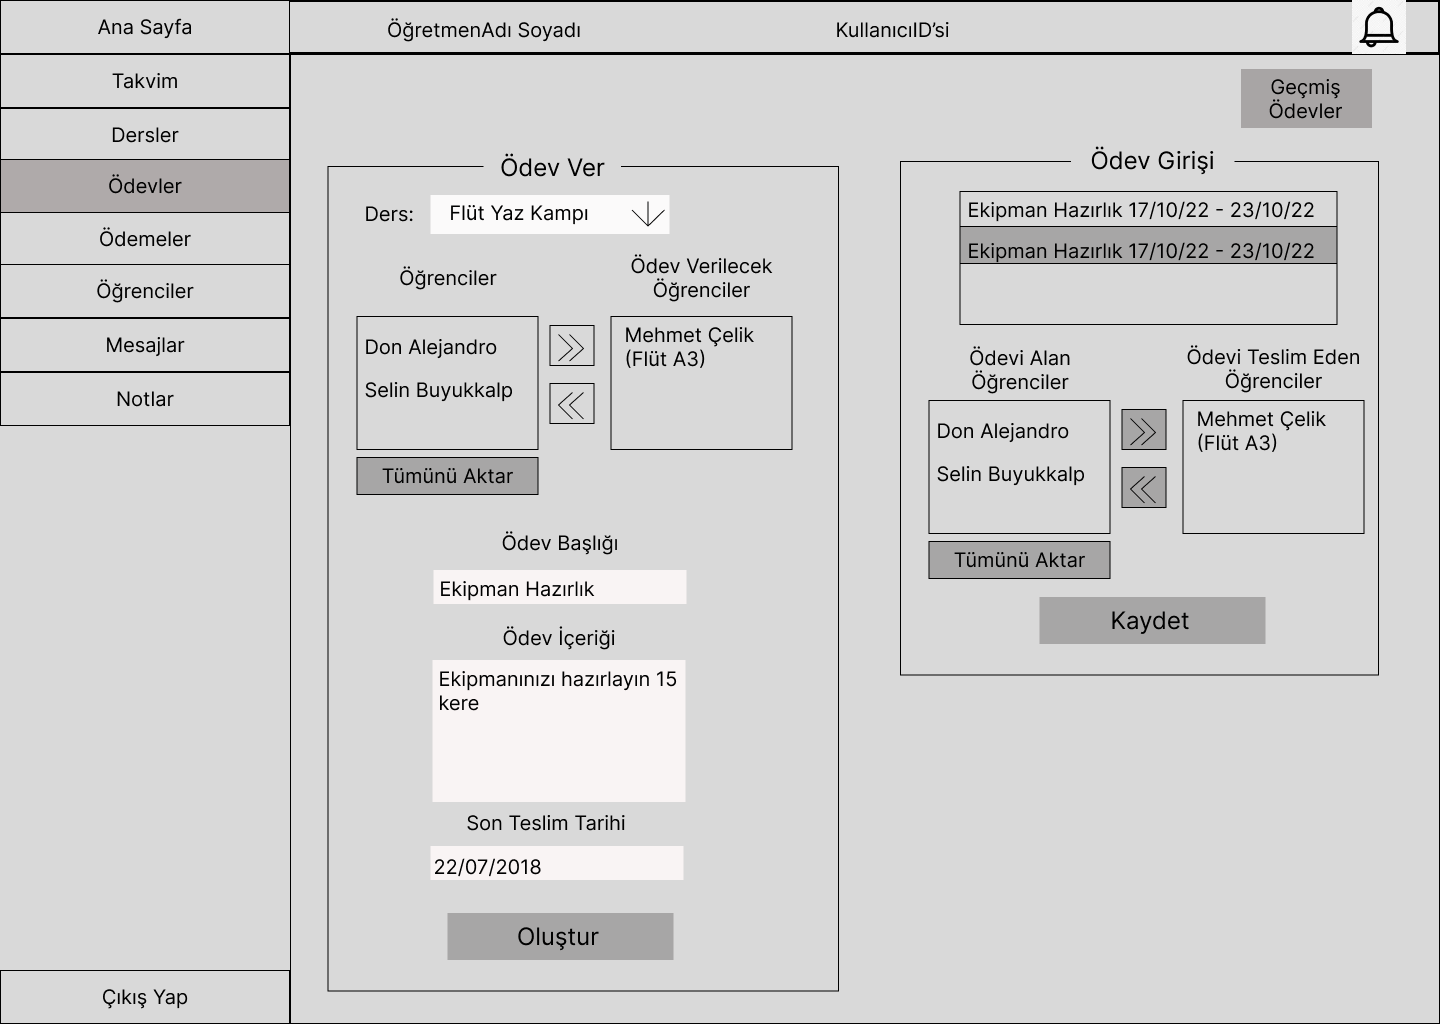 Ana Sayfa
ÖğretmenAdı Soyadı
KullanıcıID’si
Takvim
Dersler
Ödevler
Ödemeler
Öğrenciler
Mesajlar
Notlar
Çıkış Yap
Geçmiş
Ödevler
Ödev Ver
Ders:
Flüt Yaz Kampı
Öğrenciler
Ödev Verilecek
Öğrenciler
Don Alejandro
Selin Buyukkalp
Mehmet Çelik
(Flüt A3)
Tümünü Aktar
Ödev Başlığı
Ekipman Hazırlık
Ödev İçeriği
Ekipmanınızı hazırlayın 15
kere
Son Teslim Tarihi
22/07/2018
Oluştur
Ödev Girişi
Ekipman Hazırlık 17/10/22 - 23/10/22
Ekipman Hazırlık 17/10/22 - 23/10/22
Ödevi Alan
Öğrenciler
Ödevi Teslim Eden
Öğrenciler
Don Alejandro
Selin Buyukkalp
Mehmet Çelik
(Flüt A3)
Tümünü Aktar
Kaydet